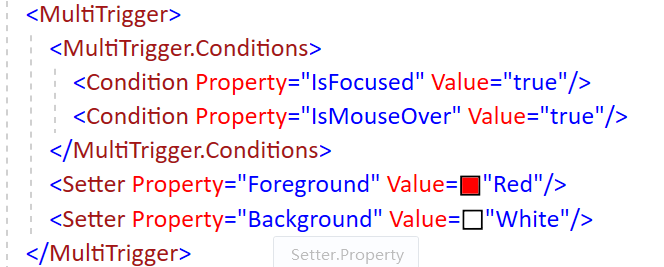 <MultiTrigger>
<MultiTrigger.Conditions>
<Condition Property="IsFocused" Value="true"/>
<Condition Property="IsMouseOver" Value="true"/>
</MultiTrigger.Conditions>
<Setter Property="Foreground" Value="Red"/>
<Setter Property="Background" Value="White"/>
</MultiTrigger>
Setter.Property